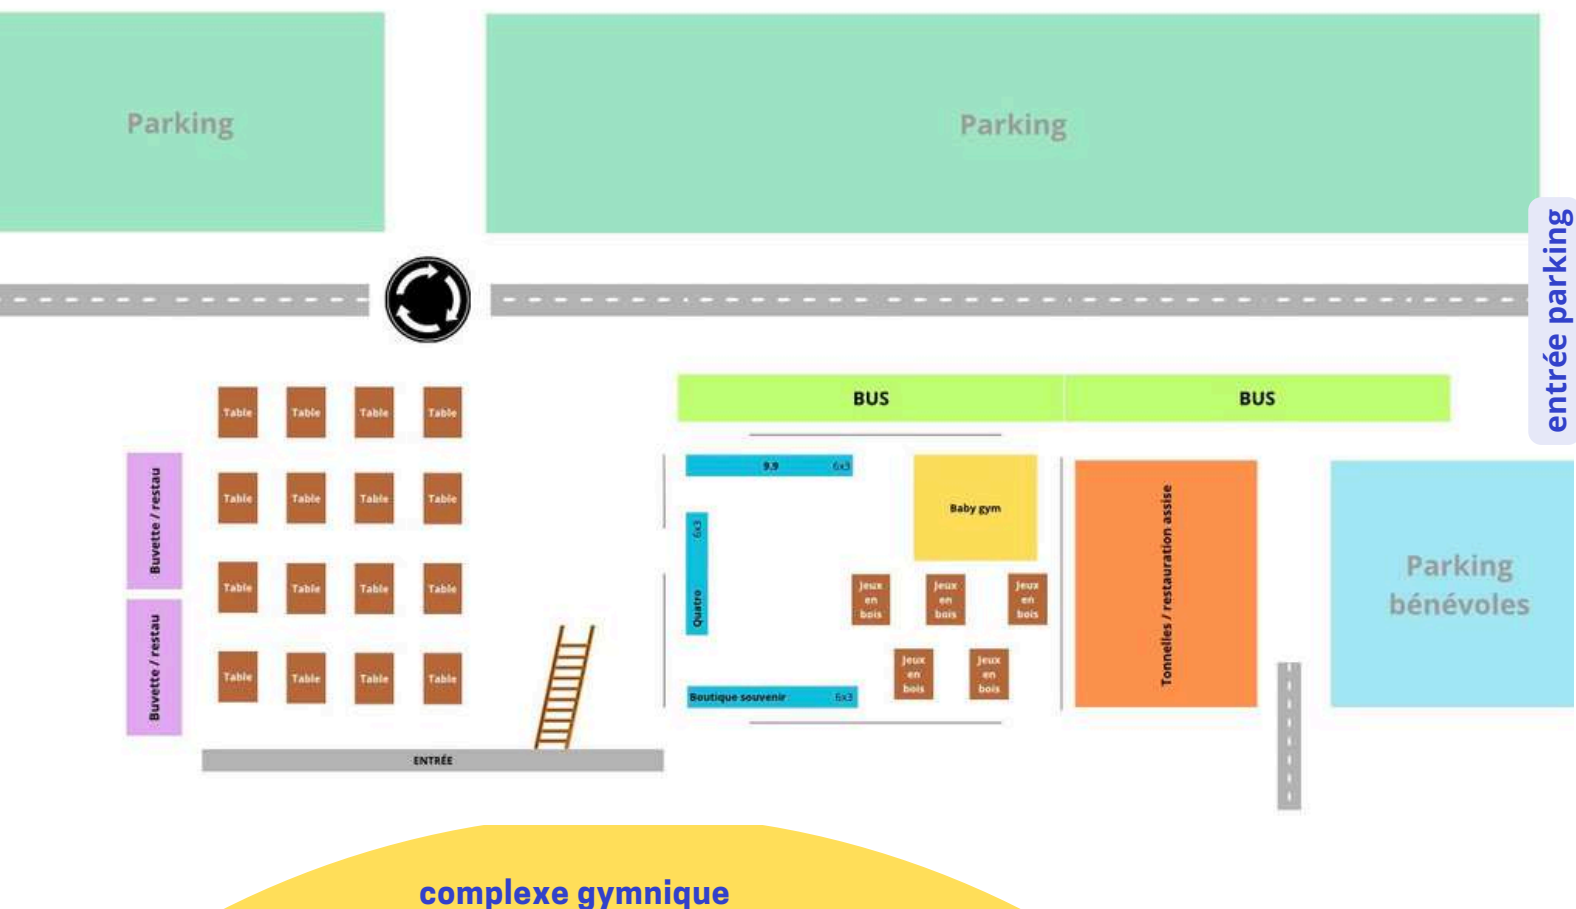 Parking
Parking
entrée parking
BUS
BUS
Table
Table
Table
Table
Buvette / restau
9.9 6x3
Baby gym
Tonnelles / restauration assise
Parking
bénévoles
Table
Table
Table
Table
Quatro 6x3
Table
Table
Table
Table
Jeux
en
bois
Jeux
en
bois
Jeux
en
bois
Buvette / restau
Table
Table
Table
Table
Boutique souvenir 6x3
Jeux
en
bois
Jeux
en
bois
ENTRÉE
complexe gymnique